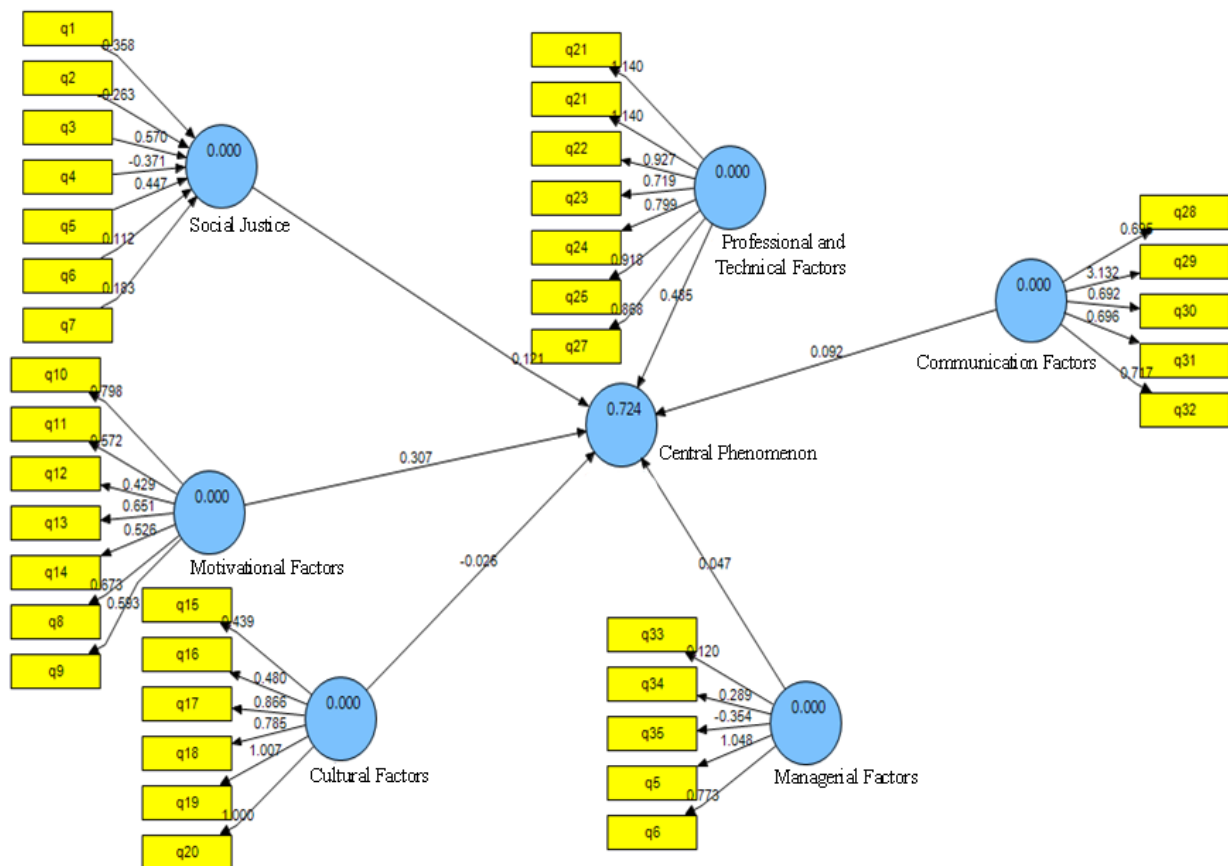 q1
0.358
q2
-0.263
q3
0.570
q4
-0.371
q5
0.447
q6
0.112
q7
0.183
0.000
Social Justice
q21
1.140
q21
1.140
q22
0.927
q23
0.719
q24
0.799
q25
0.918
q27
0.868
0.000
Professional and
Technical Factors
0.485
q28
0.695
q29
3.132
q30
0.692
q31
0.696
q32
0.717
0.000
Communication Factors
0.092
0.121
0.724
Central Phenomenon
q10
0.798
q11
0.572
q12
0.429
q13
0.651
q14
0.526
q8
0.673
q9
0.593
0.000
Motivational Factors
0.307
-0.026
0.047
q15
0.439
q16
0.480
q17
0.866
q18
0.785
q19
1.007
q20
1.000
0.000
Cultural Factors
q33
0.120
q34
0.289
q35
-0.354
q5
1.048
q6
0.773
0.000
Managerial Factors